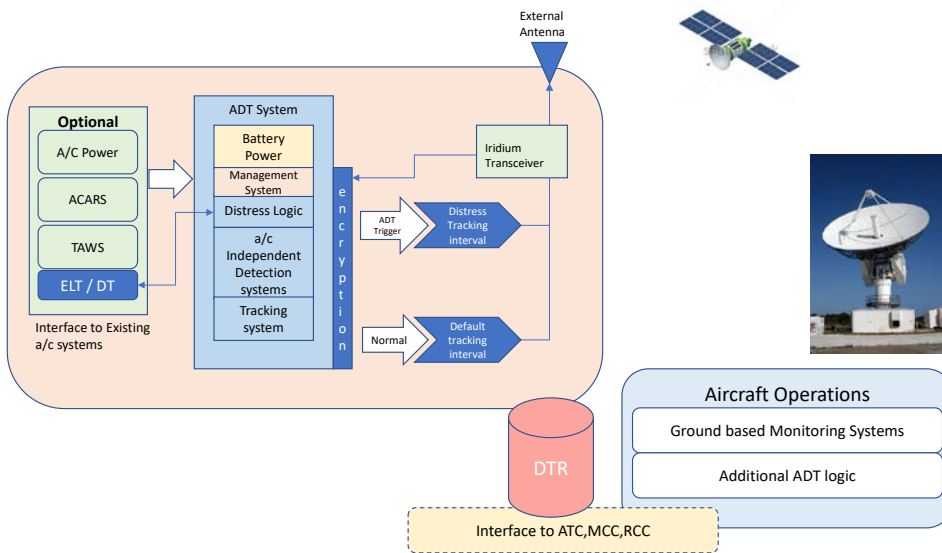 External
Antenna
ADT System
Optional
A/C Power
ACARS
TAWS
ELT / DT
Interface to Existing
a/c systems
Battery
Power
Management
System
Distress Logic
a/c
Independent
Detection
systems
Tracking
system
encryption
Iridium
Transceiver
ADT
Trigger
Distress
Tracking
interval
Normal
Default
tracking
interval
DTR
Interface to ATC,MCC,RCC
Aircraft Operations
Ground based Monitoring Systems
Additional ADT logic